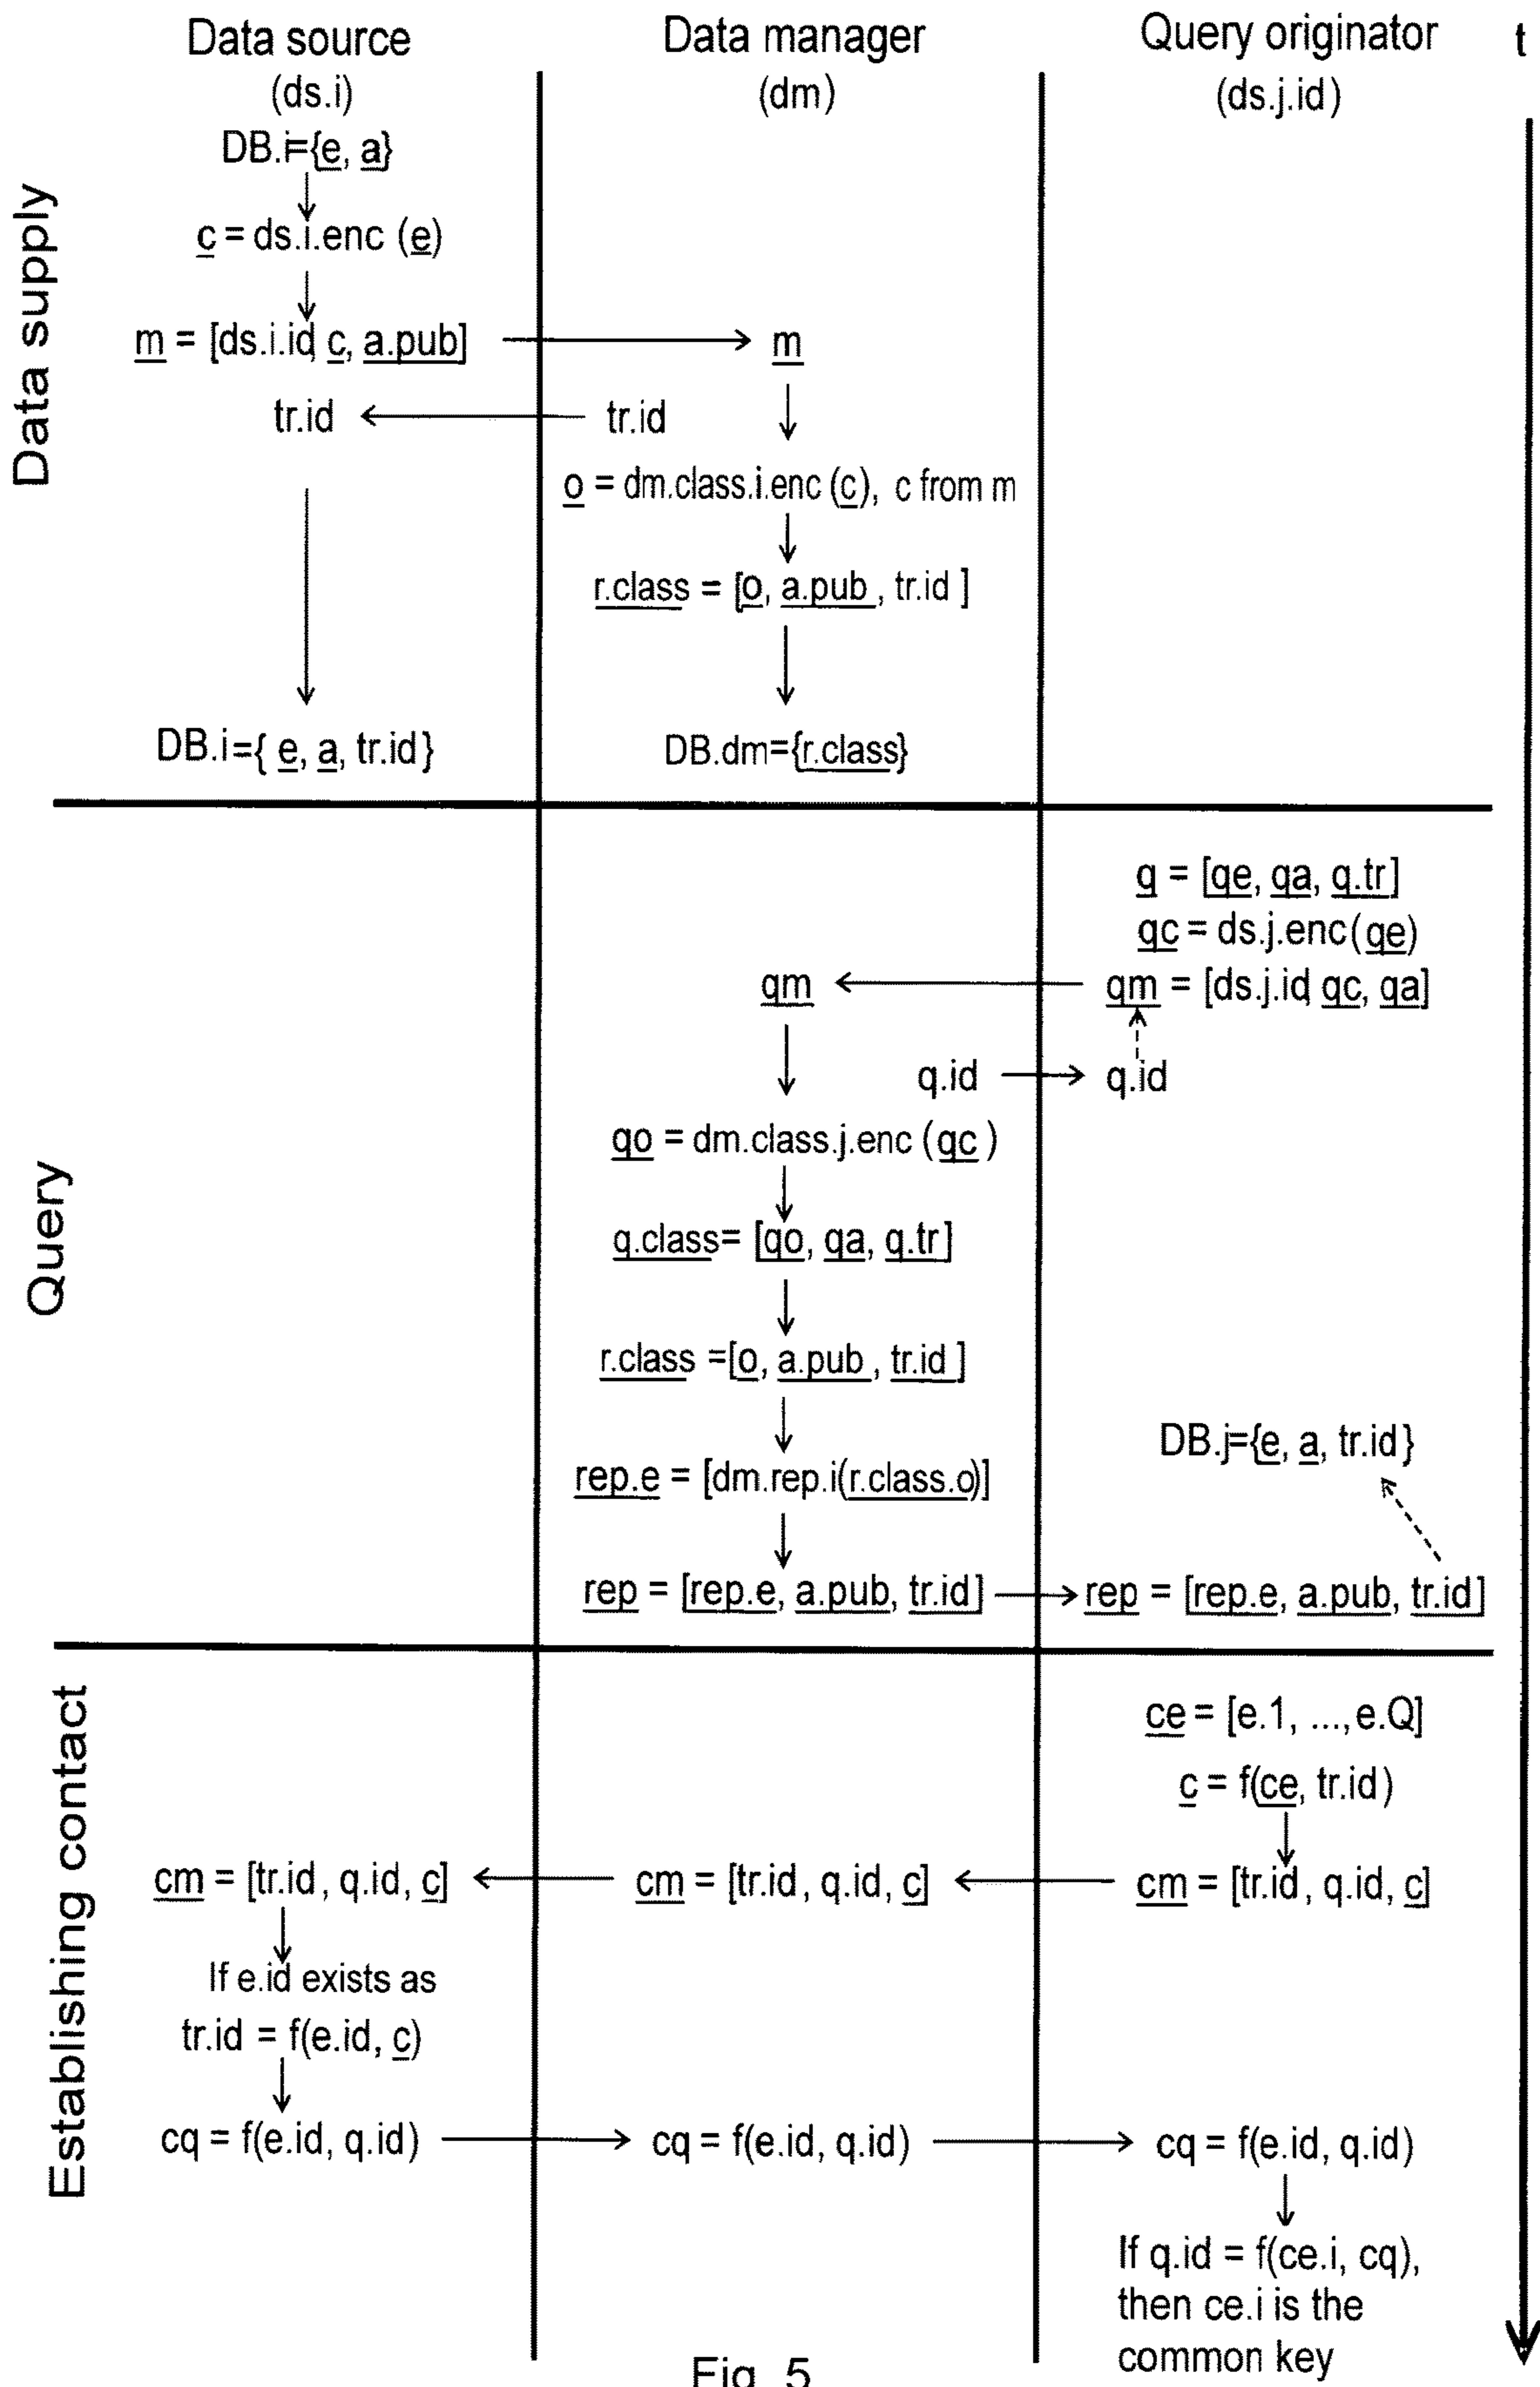 Data source
Data manager
Query originator
t
(ds.i)
(dm)
(ds.j.id)
Data supply
DB.i={e, a}
c = ds.i.enc (e)
m = [ds.i.id c, a.pub]
m
tr.id
tr.id
o = dm.class.i.enc (c), c from m
r.class = [o, a.pub, tr.id ]
DB.i={ e, a, tr.id}
DB.dm={r.class}
Query
q = [qe, qa, q.tr]
qc = ds.j.enc(qe)
qm
qm = [ds.j.id qc, qa]
q.id
q.id
qo = dm.class.j.enc (qc )
q.class= [qo, qa, q.tr]
r.class =[o, a.pub, tr.id ]
DB.j={e, a, tr.id}
rep.e = [dm.rep.i(r.class.o)]
rep = [rep.e, a.pub, tr.id]
rep = [rep.e, a.pub, tr.id]
Establishing contact
ce = [e.1, ...,e.Q]
c = f(ce, tr.id)
cm = [tr.id, q.id, c]
cm = [tr.id, q.id, c]
cm = [tr.id, q.id, c]
If e.id exists as
tr.id = f(e.id, c)
cq = f(e.id, q.id)
cq = f(e.id, q.id)
cq = f(e.id, q.id)
If q.id = f(ce.i, cq),
then ce.i is the
common key
Fig. 5